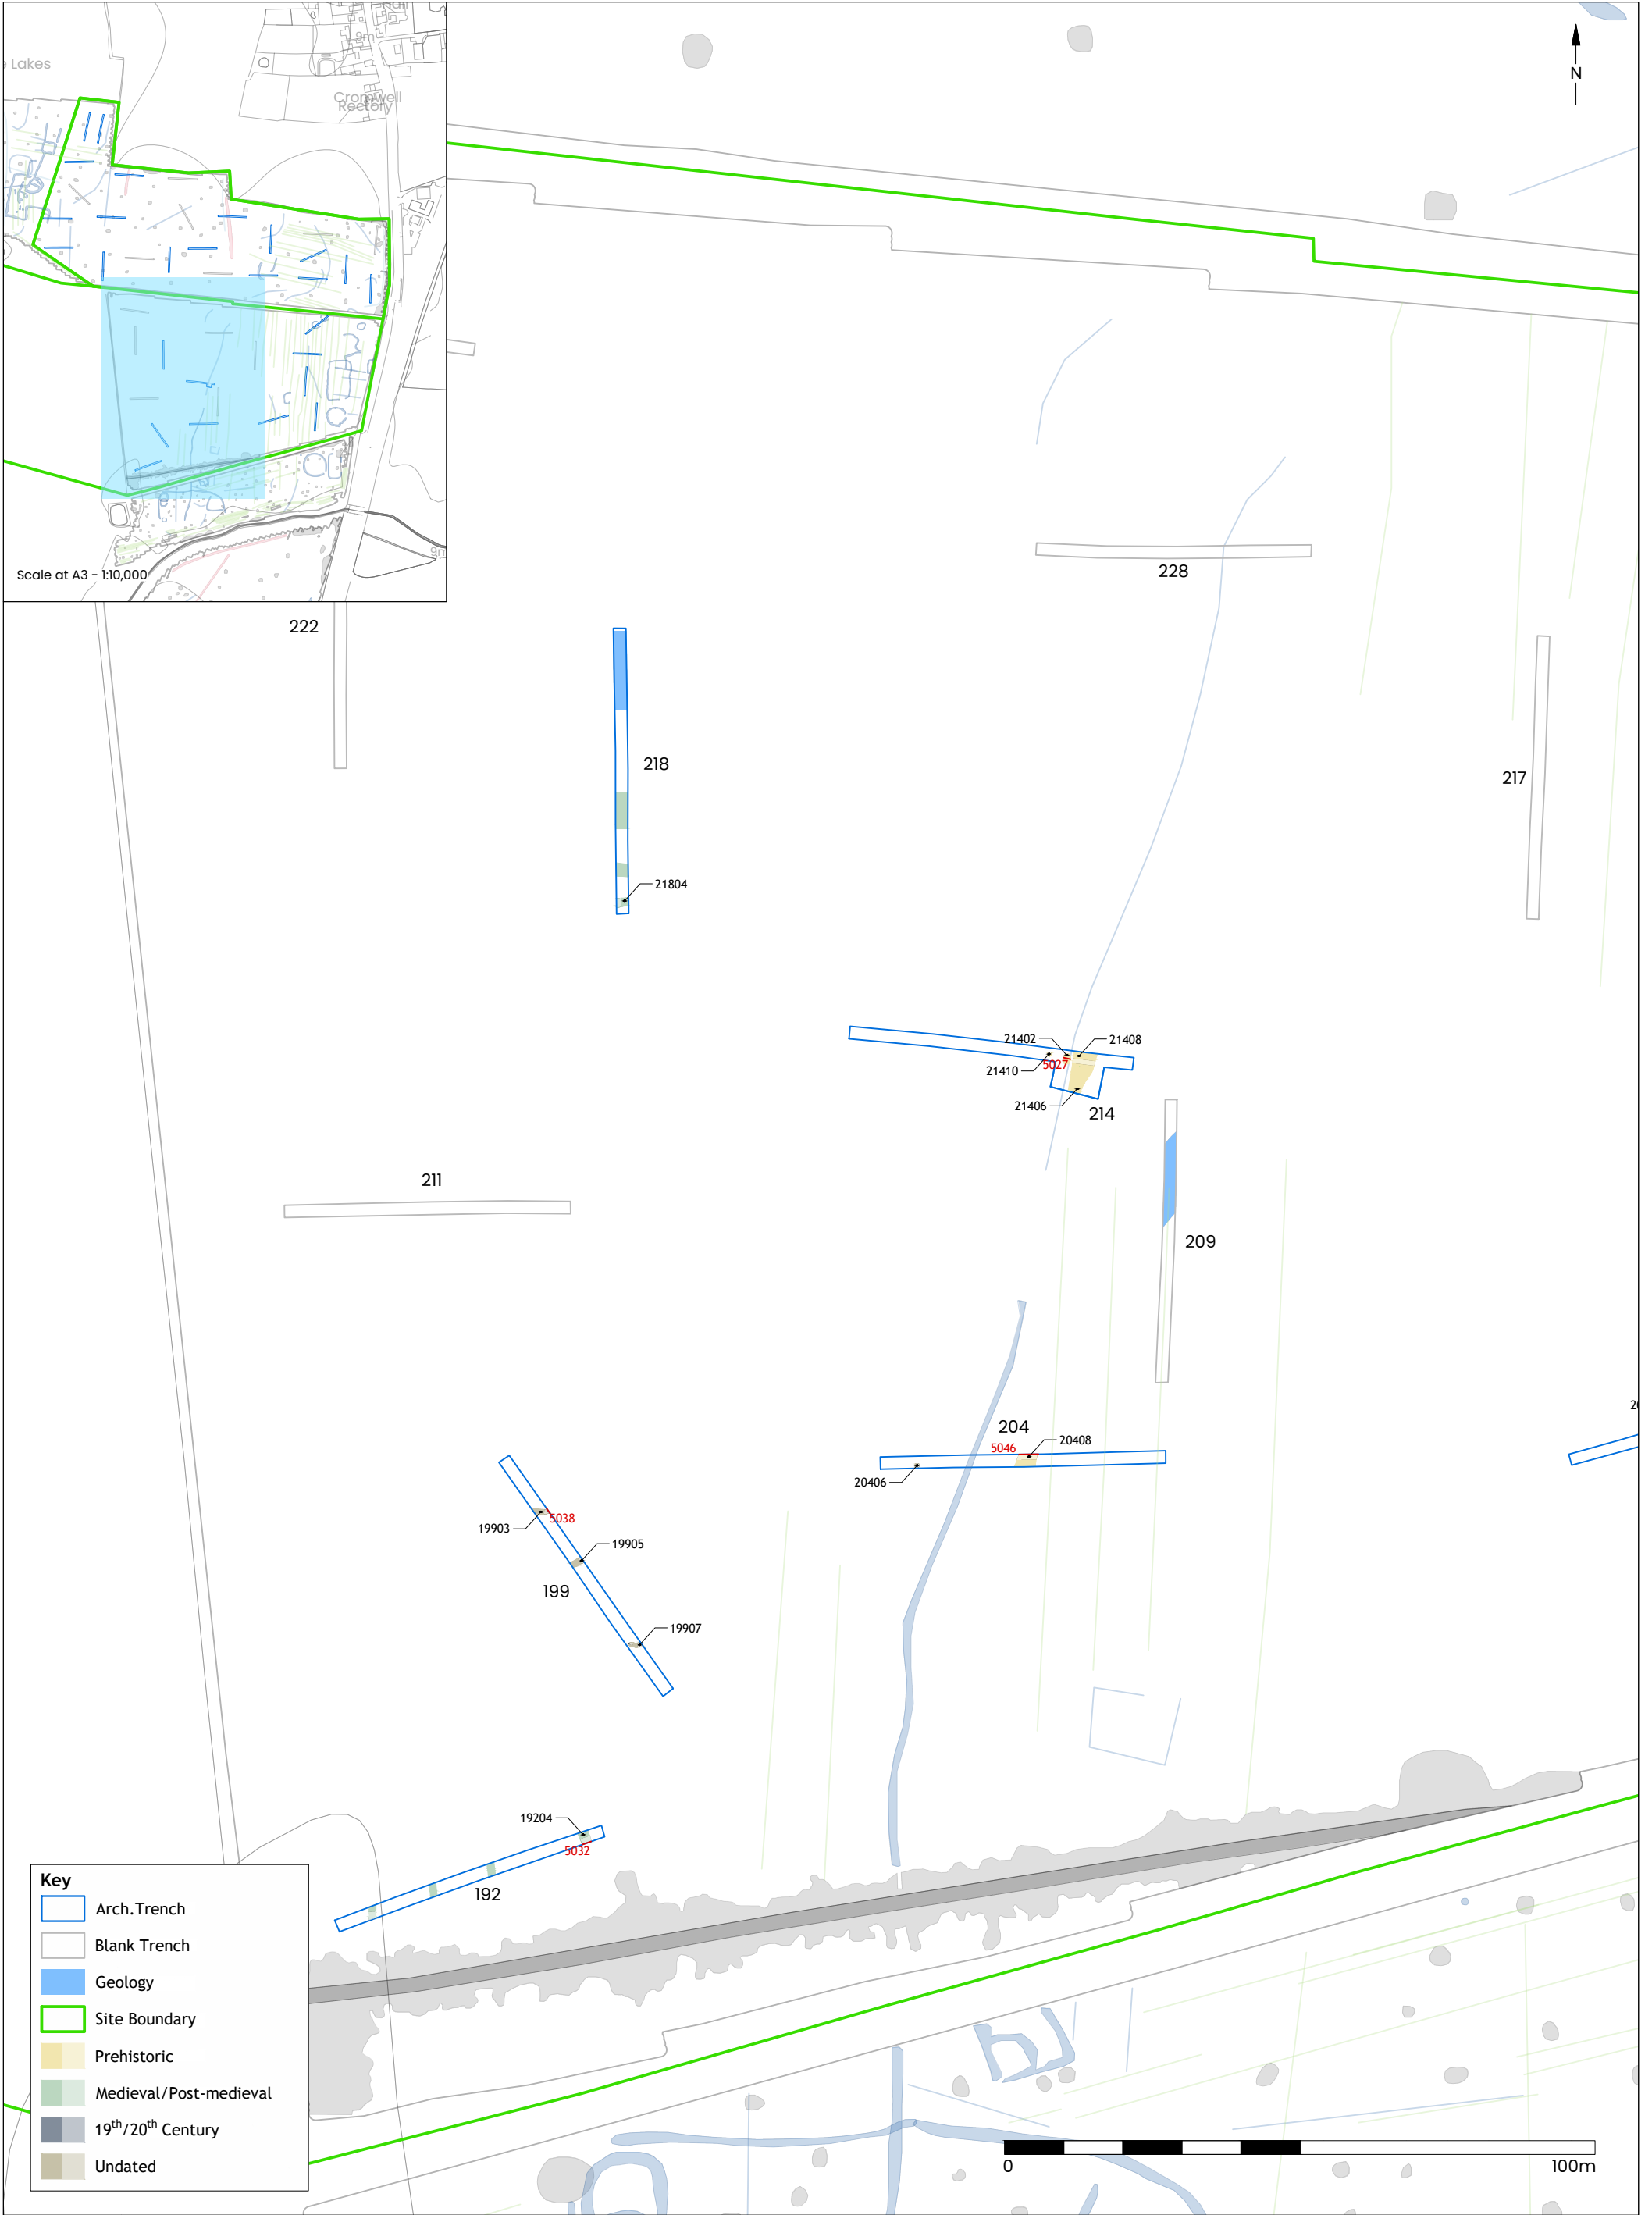 Lakes
9m
Cromwell
Rectory
9m
Scale at A3 - 1:10,000
N
222
228
218
217
21804
21402
21408
5027
21410
21406
214
211
209
204
5046
20408
20406
19903
5038
19905
199
19907
19204
5032
192
Key
Arch.Trench
Blank Trench
Geology
Site Boundary
Prehistoric
Medieval/Post-medieval
19th/20th Century
Undated
0 100m